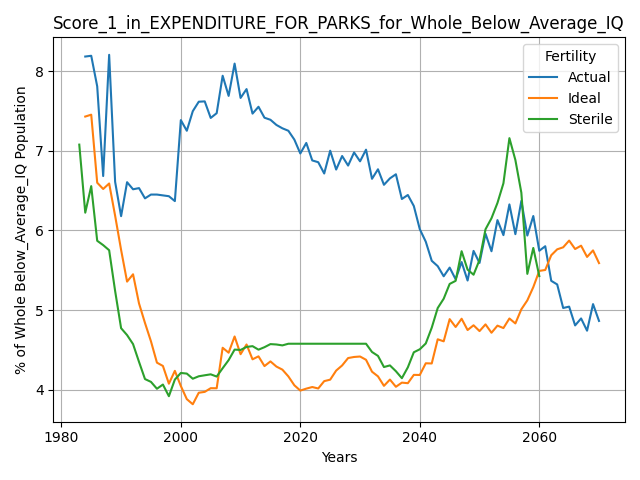 Score_1_in_EXPENDITURE_FOR_PARKS_for_Whole_Below_Average_IQ
% of Whole Below_Average_IQ Population
8
7
6
5
4
Fertility
Actual
Ideal
Sterile
1980
2000
2020
2040
2060
Years